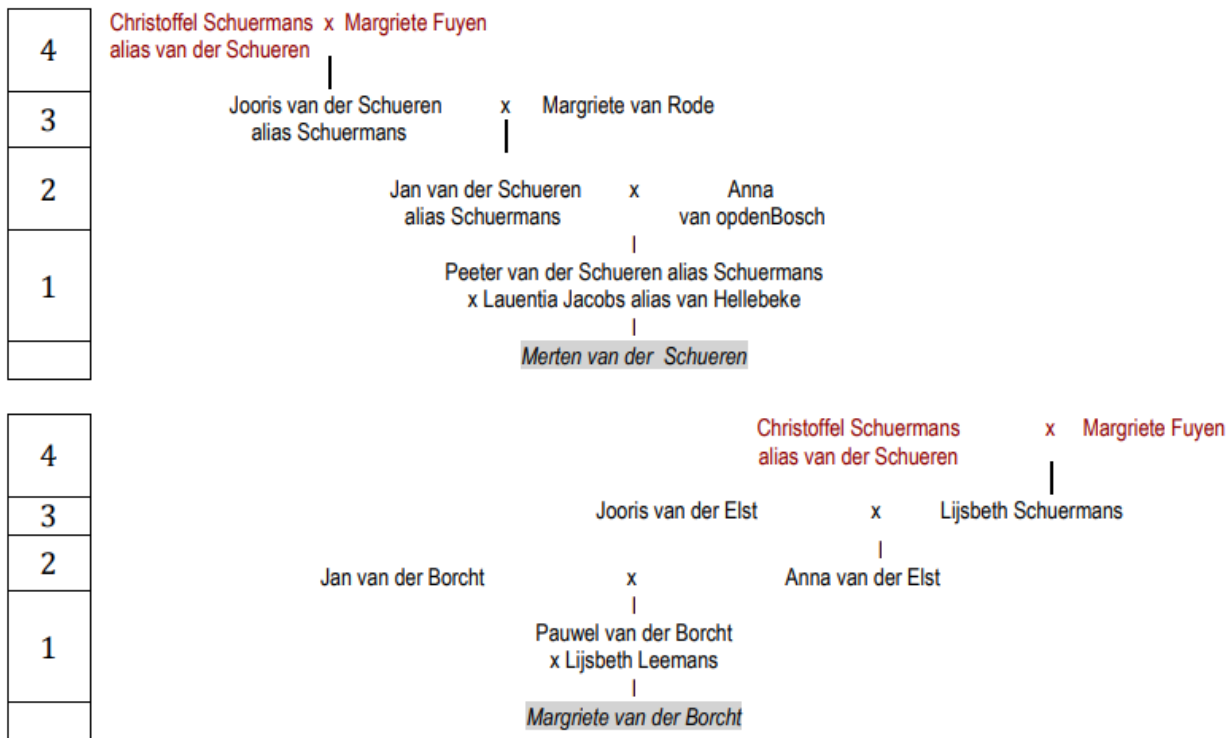 Christoffel Schuermans x Margriete Fuyen
4 alias van der Schueren
3 Jooris van der Schueren x Margriete van Rode
alias Schuermans
2 Jan van der Schueren x Anna
alias Schuermans van opdenBosch
Peeter van der Schueren alias Schuermans
1 x Lauentia Jacobs alias van Hellebeke
Merten van der Schueren
Christoffel Schuermans x Margriete Fuyen
4 alias van der Schueren
3 Jooris van der Elst x Lijsbeth Schuermans
2 Jan van der Borcht x Anna van der Elst
Pauwel van der Borcht
1 x Lijsbeth Leemans
Margriete van der Borcht